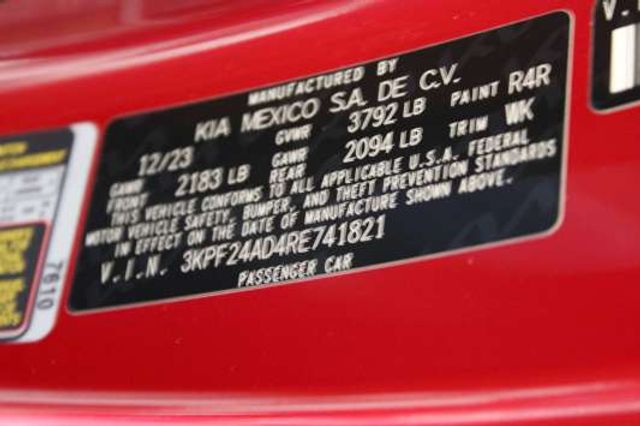 MANUFACTURED BY
KIA MEXICO S.A. DE C.V.
12/23 GVWR 3792 LB PAINT R4R
GAWR FRONT 2183 LB GAWR REAR 2094 LB TRIM WK
THIS VEHICLE CONFORMS TO ALL APPLICABLE U.S.A. FEDERAL
MOTOR VEHICLE SAFETY, BUMPER, AND THEFT PREVENTION STANDARDS
IN EFFECT ON THE DATE OF MANUFACTURE SHOWN ABOVE.
V.I.N. 3KPF24AD4RE741821
PASSENGER CAR
7610